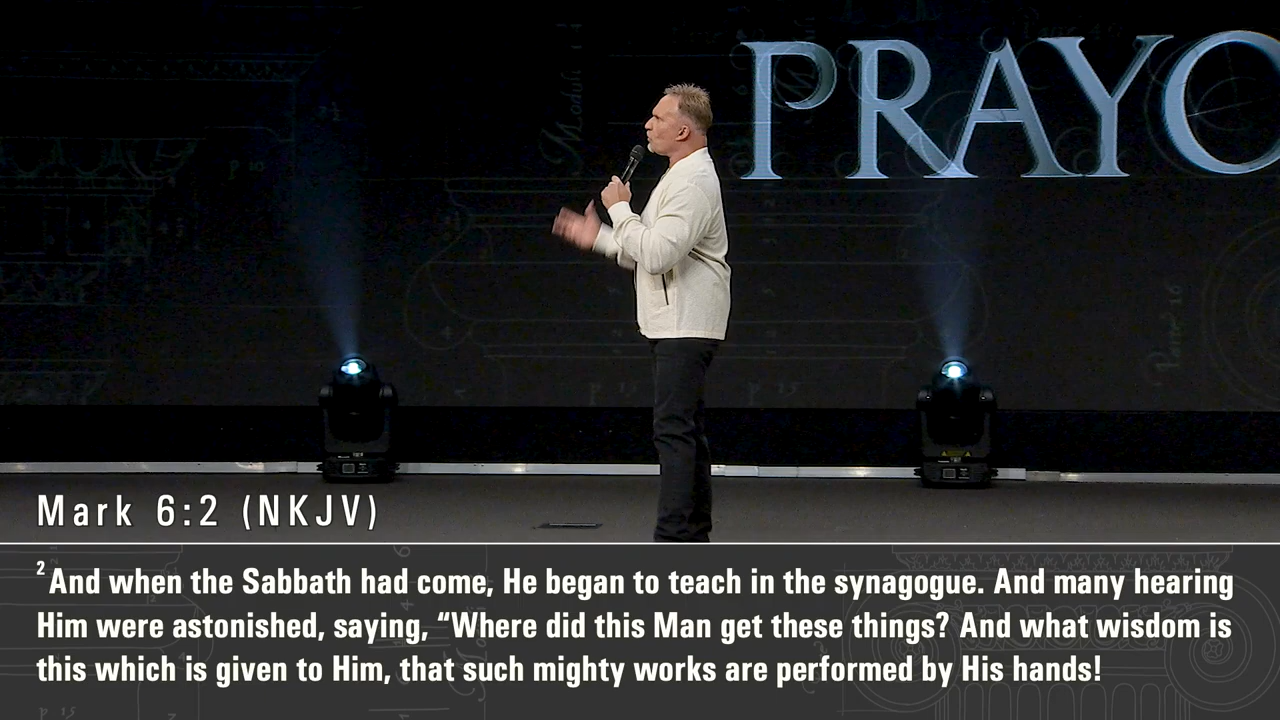 PRAYO
Mark 6:2 (NKJV)
2 And when the Sabbath had come, He began to teach in the synagogue. And many hearing
Him were astonished, saying, “Where did this Man get these things? And what wisdom is
this which is given to Him, that such mighty works are performed by His hands!